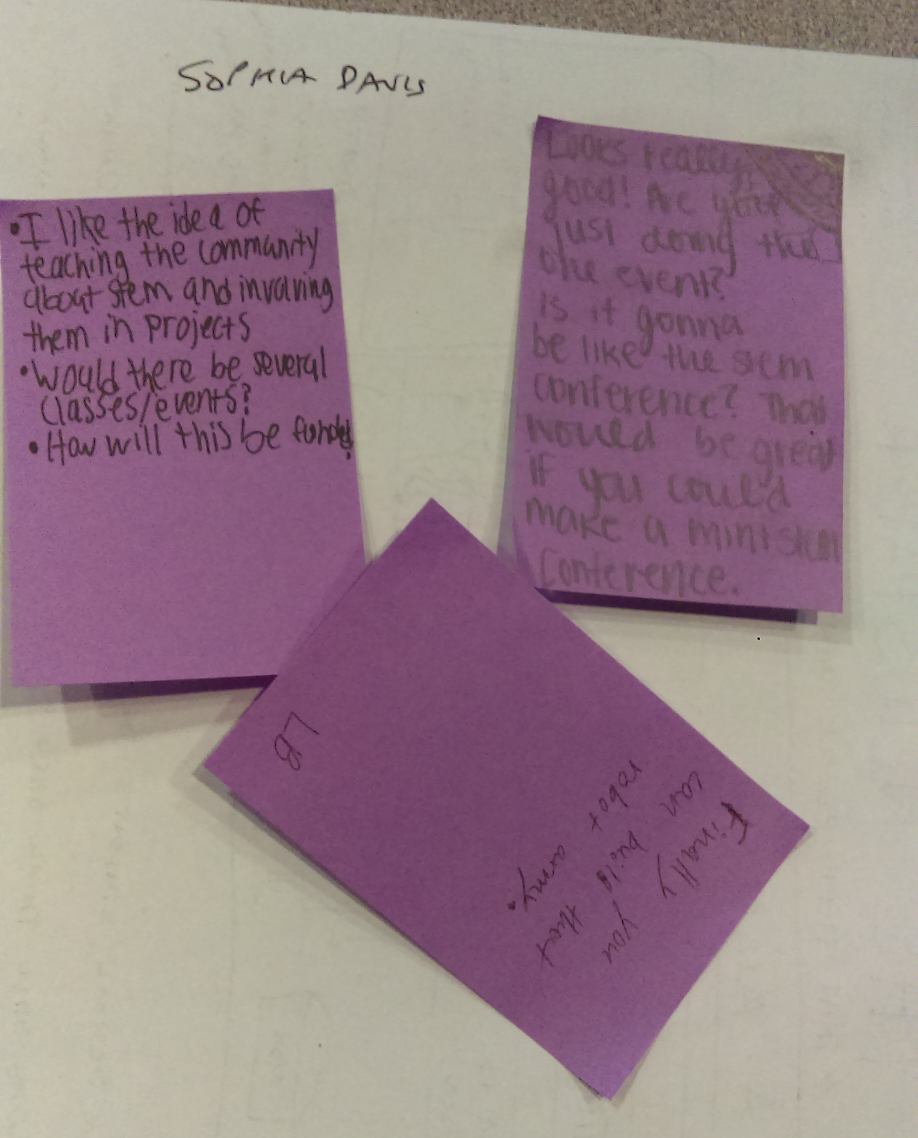 SOPHIA DAVIS
•I like the idea of
teaching the community
about stem and involving
them in projects
•Would there be several
classes/events?
•How will this be funded?
Looks really
good! Are you
just doing the
one event?
Is it gonna
be like the stem
conference? That
would be great
if you could
make a mini stem
conference.
Finally you
can build that
robot army.
LB